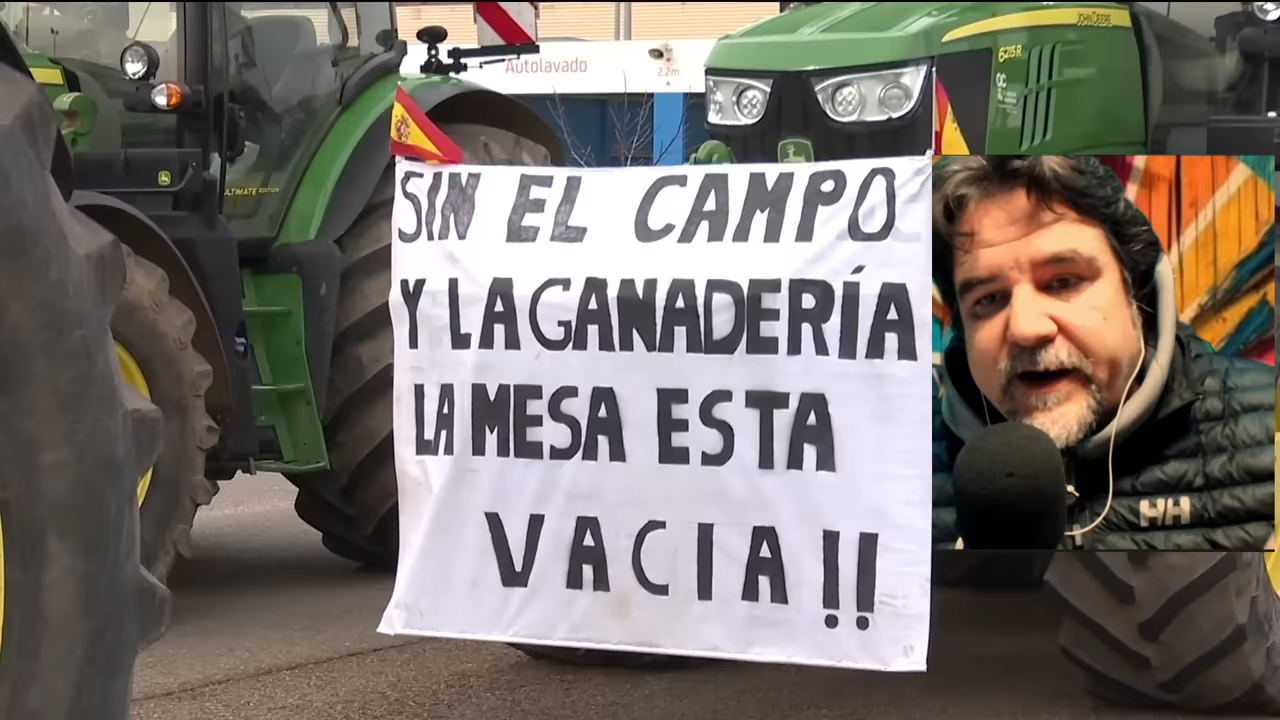 Autolavado
2.2m
JOHN DEERE
6215R
ULTIMATE EDITION
SIN EL CAMPO
Y LA GANADERÍA
LA MESA ESTA
VACIA!!
HH